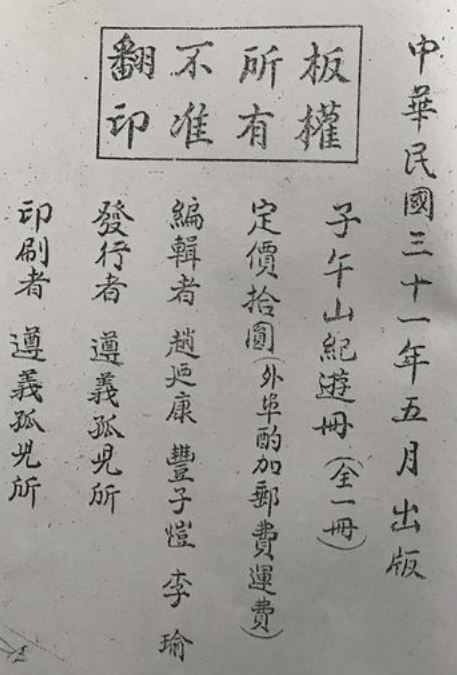 中華民國三十一年五月出版
板權
所有
不准
翻印
子午山紀遊冊（全一冊）
定價拾圓（外埠酌加郵費運費）
編輯者 趙廼康 豐子愷 李瑜
發行者 遵義孤兒所
印刷者 遵義孤兒所